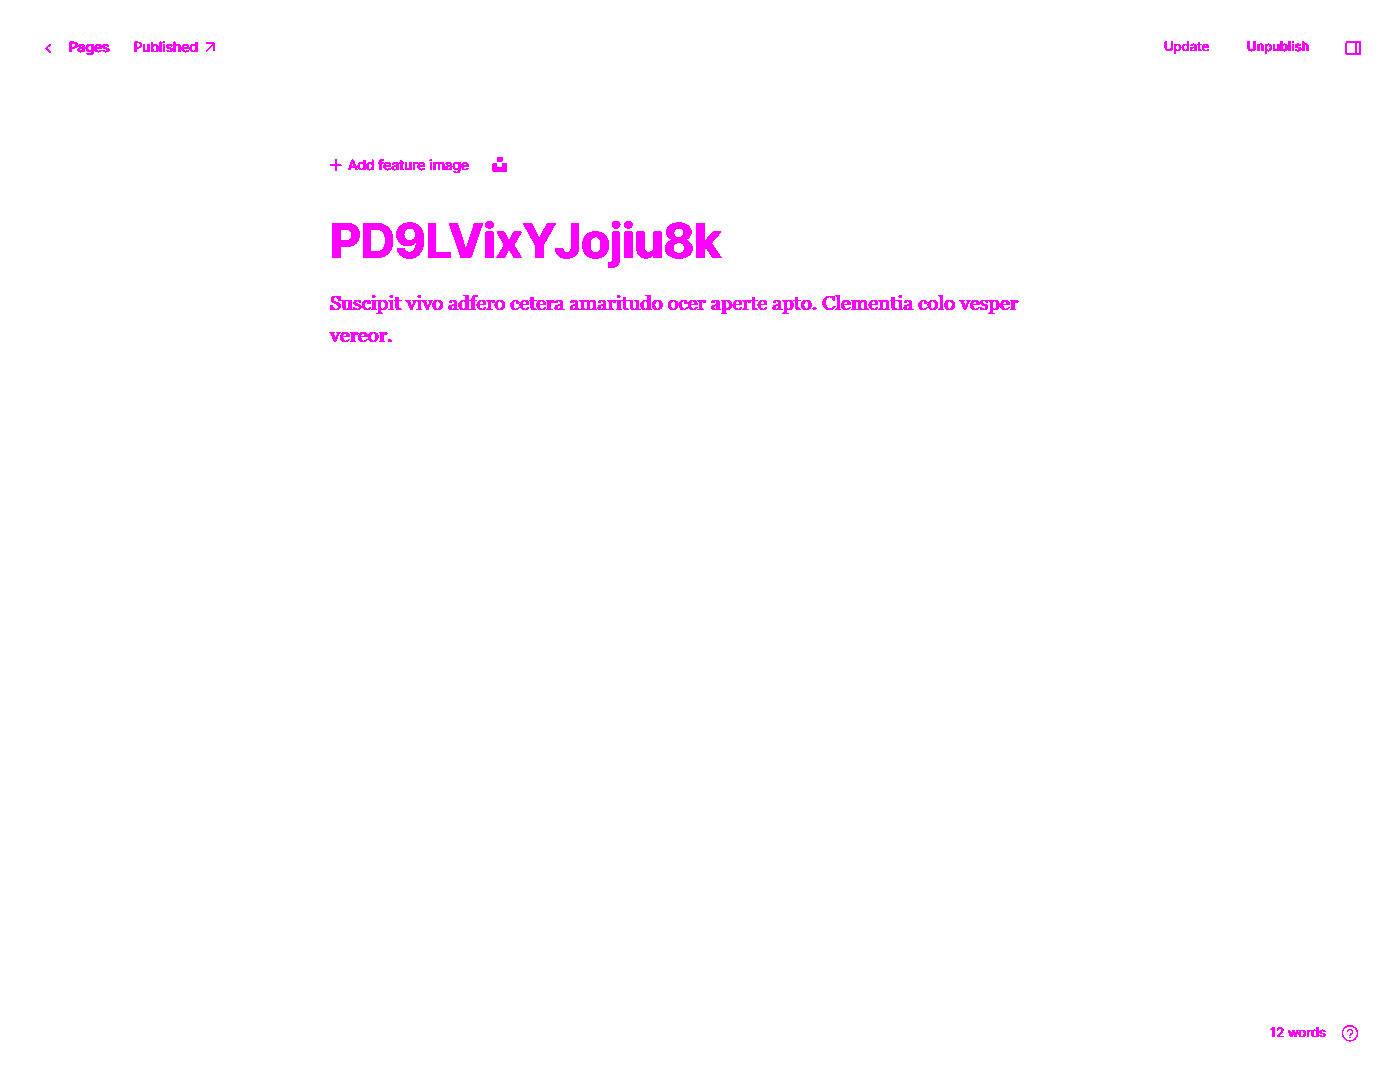 Pages Published
Update Unpublish
Add feature image
PD9LVixYJojiu8k
Suscipit vivo adfero cetera amaritudo ocer aperte apto. Clementia colo vesper
vereor.
12 words